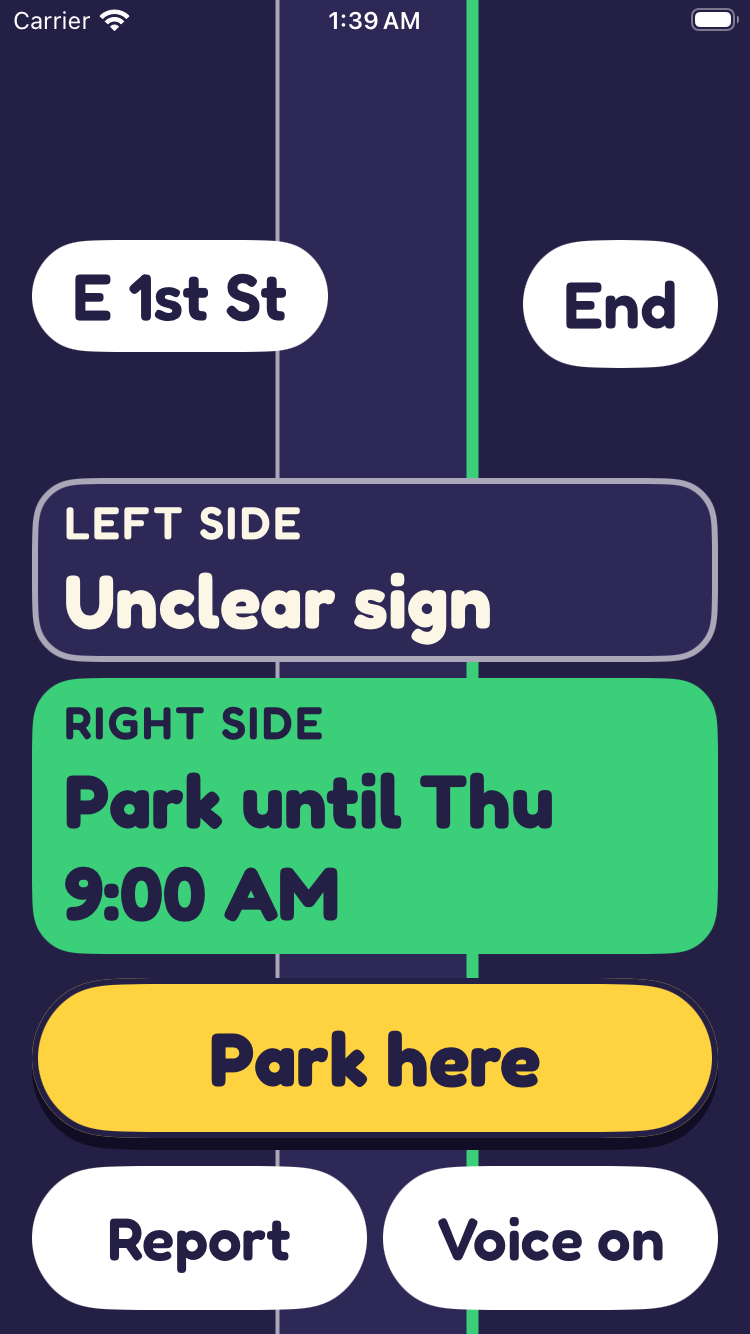 Carrier 1:39 AM
E 1st St
End
LEFT SIDE
Unclear sign
RIGHT SIDE
Park until Thu
9:00 AM
Park here
Report
Voice on